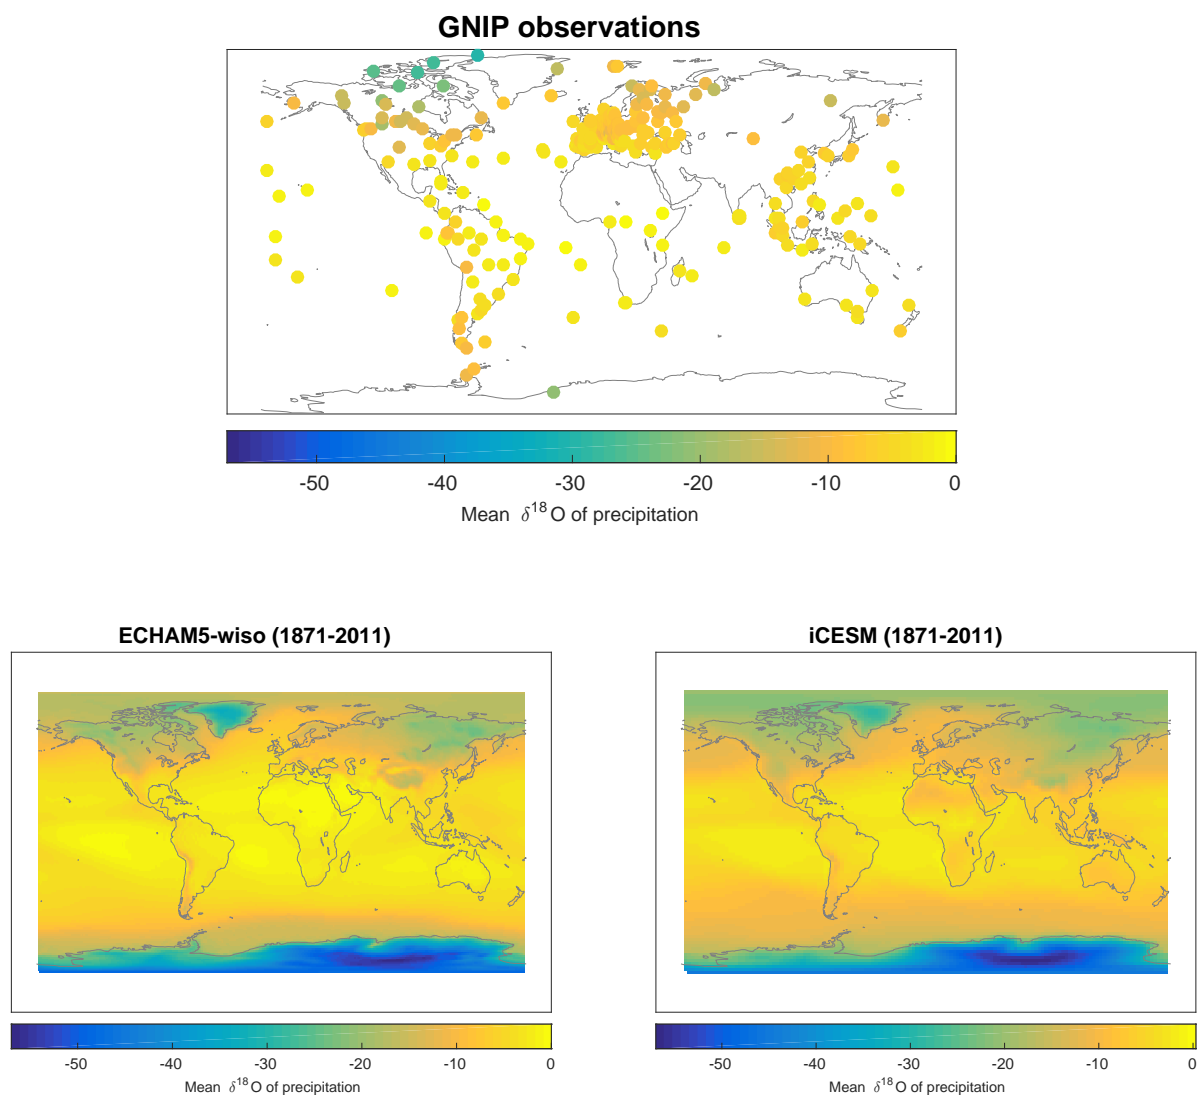 GNIP observations
-50 -40 -30 -20 -10 0
Mean δ18O of precipitation
ECHAM5-wiso (1871-2011)
-50 -40 -30 -20 -10 0
Mean δ18O of precipitation
iCESM (1871-2011)
-50 -40 -30 -20 -10 0
Mean δ18O of precipitation